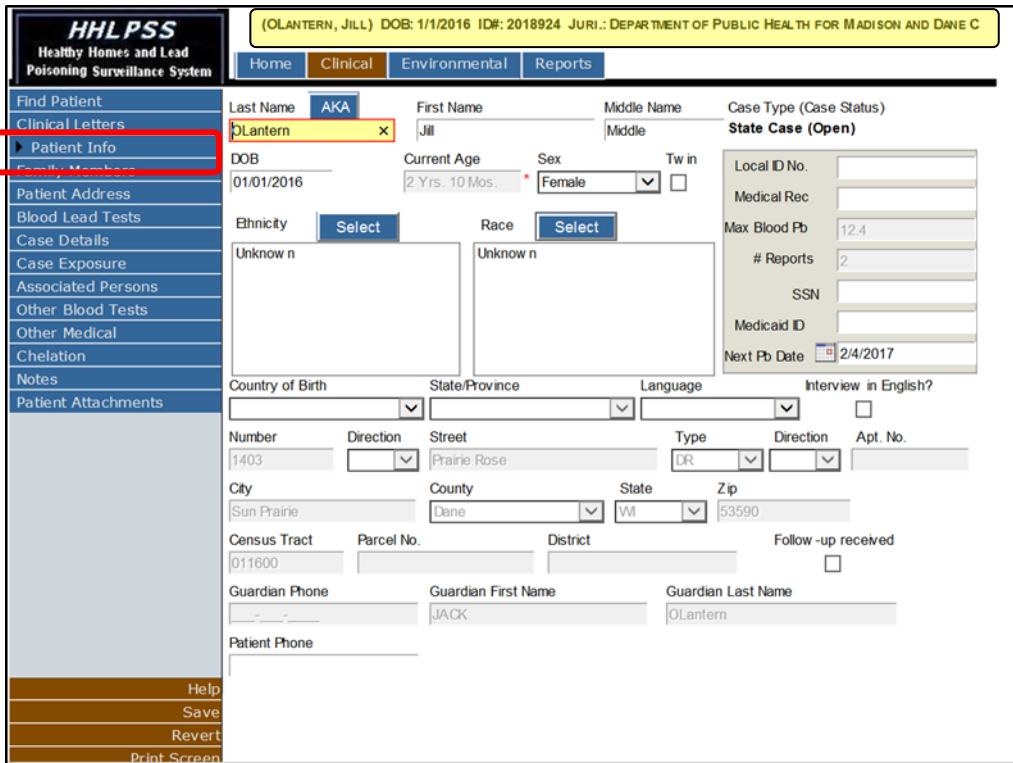 HHLPSS
Healthy Homes and Lead
Poisoning Surveillance System
(OLANTERN, JILL) DOB: 1/1/2016 ID#: 2018924 JURI.: DEPARTMENT OF PUBLIC HEALTH FOR MADISON AND DANE C
Home Clinical Environmental Reports
Find Patient
Clinical Letters
Patient Info
Family Members
Patient Address
Blood Lead Tests
Case Details
Case Exposure
Associated Persons
Other Blood Tests
Other Medical
Chelation
Notes
Patient Attachments
Help
Save
Revert
Print Screen
Last Name AKA First Name Middle Name Case Type (Case Status)
OLantern × Jill Middle State Case (Open)
DOB Current Age Sex Twin
01/01/2016 2 Yrs. 10 Mos. * Female
Local ID No.
Medical Rec
Max Blood Pb 12.4
# Reports 2
SSN
Medicaid ID
Next Pb Date 2/4/2017
Ethnicity Select Race Select
Unknown Unknown
Country of Birth State/Province Language Interview in English?
Number Direction Street Type Direction Apt. No.
1403 Prairie Rose DR
City County State Zip
Sun Prairie Dane WI 53590
Census Tract Parcel No. District Follow-up received
011600
Guardian Phone Guardian First Name Guardian Last Name
___-___-____ JACK OLantern
Patient Phone